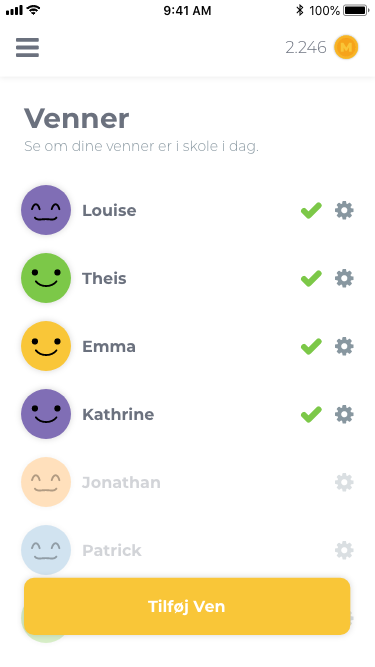 9:41 AM
100%
2.246 M
Venner
Se om dine venner er i skole i dag.
Louise
Theis
Emma
Kathrine
Jonathan
Patrick
Tilføj Ven